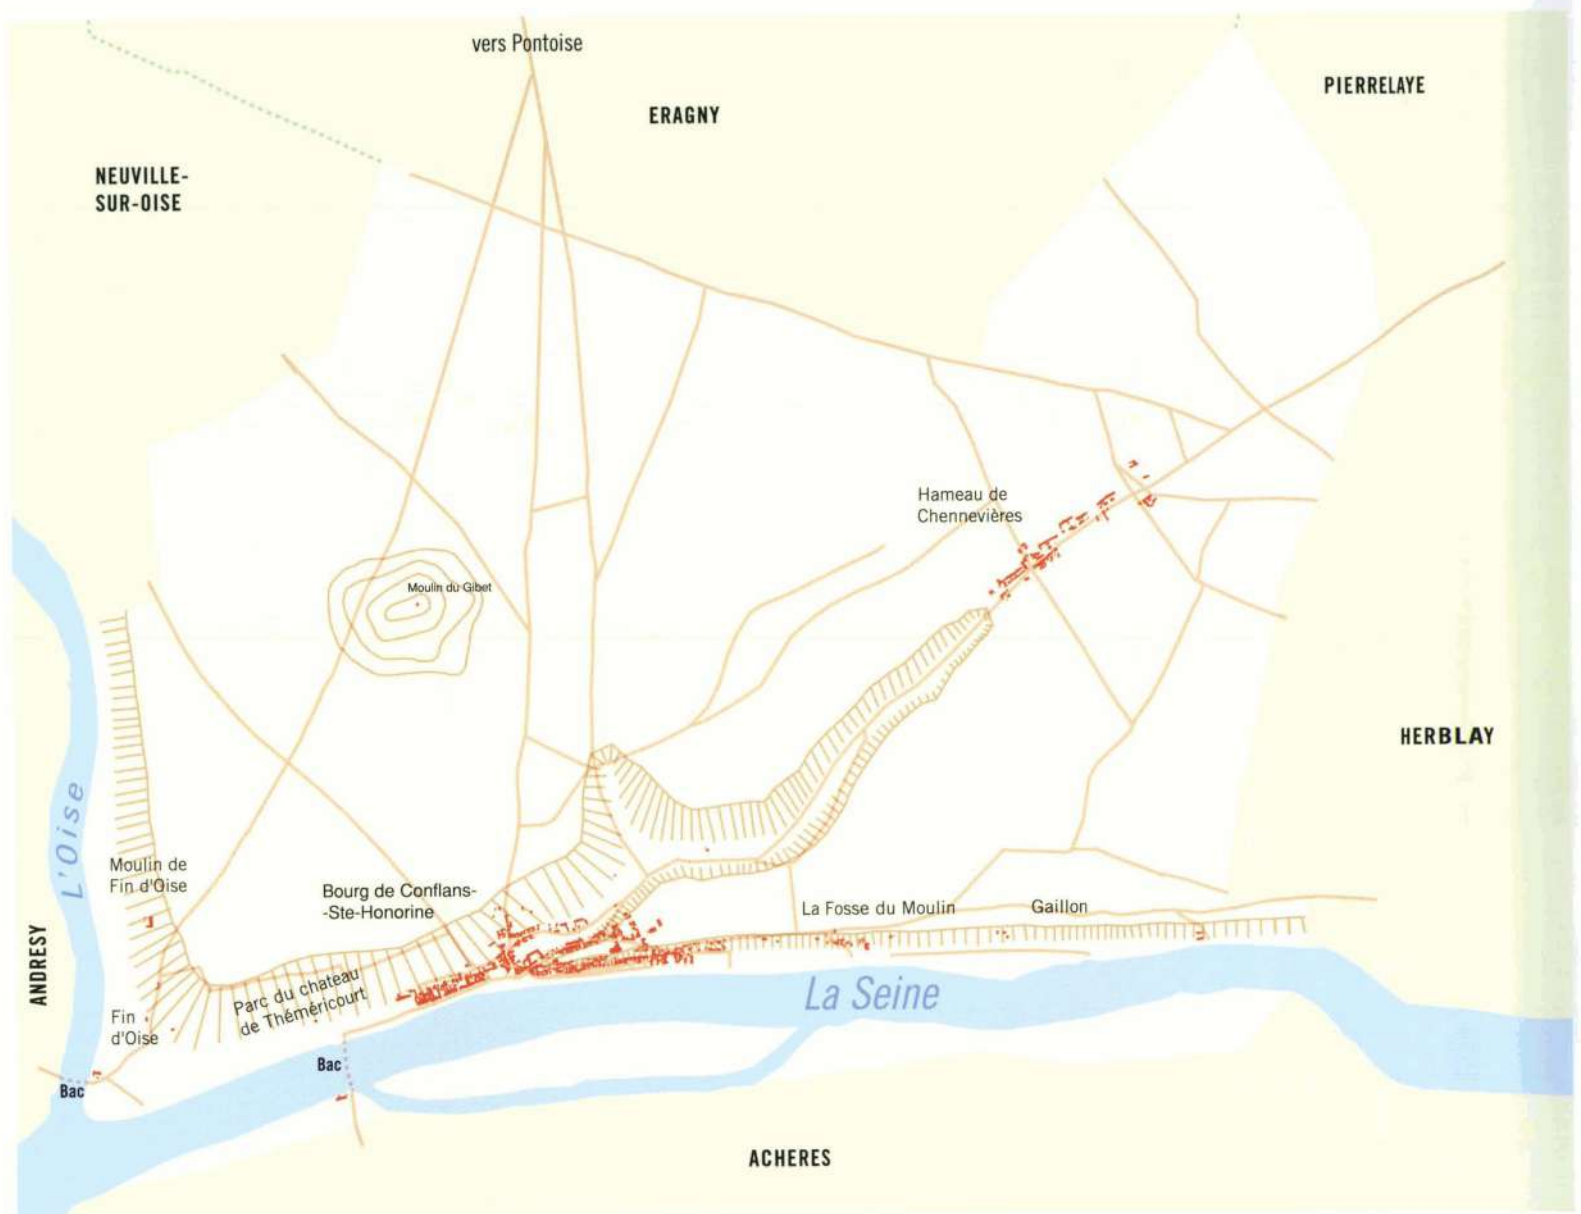 vers Pontoise
PIERRELAYE
ERAGNY
NEUVILLE-
SUR-OISE
Hameau de
Chennevières
Moulin du Gibet
HERBLAY
L'Oise
Moulin de
Fin d'Oise
Bourg de Conflans-
-Ste-Honorine
La Fosse du Moulin
Gaillon
ANDRESY
Parc du chateau
de Théméricourt
La Seine
Fin
d'Oise
Bac
Bac
ACHERES